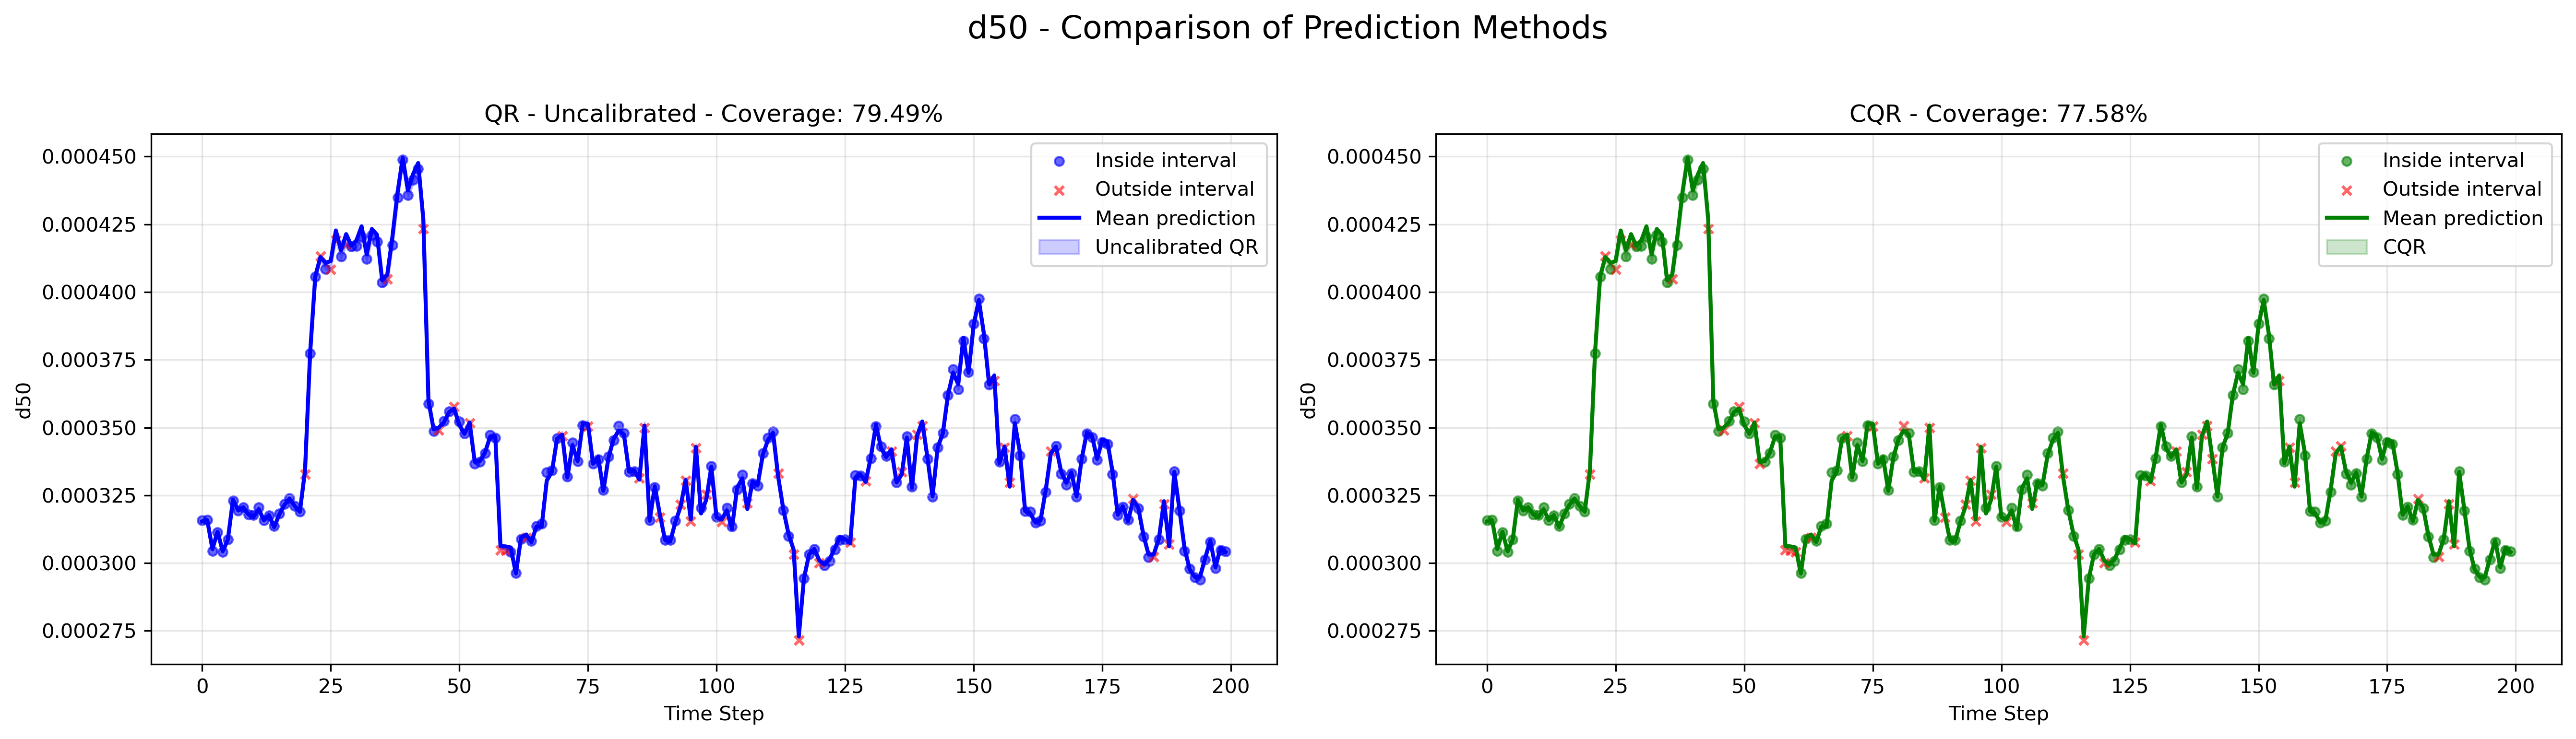 d50 - Comparison of Prediction Methods
QR - Uncalibrated - Coverage: 79.49%
0.000450
0.000425
0.000400
0.000375
0.000350
0.000325
0.000300
0.000275
d50
0 25 50 75 100 125 150 175 200
Time Step
Inside interval
Outside interval
Mean prediction
Uncalibrated QR
CQR - Coverage: 77.58%
0.000450
0.000425
0.000400
0.000375
0.000350
0.000325
0.000300
0.000275
d50
0 25 50 75 100 125 150 175 200
Time Step
Inside interval
Outside interval
Mean prediction
CQR